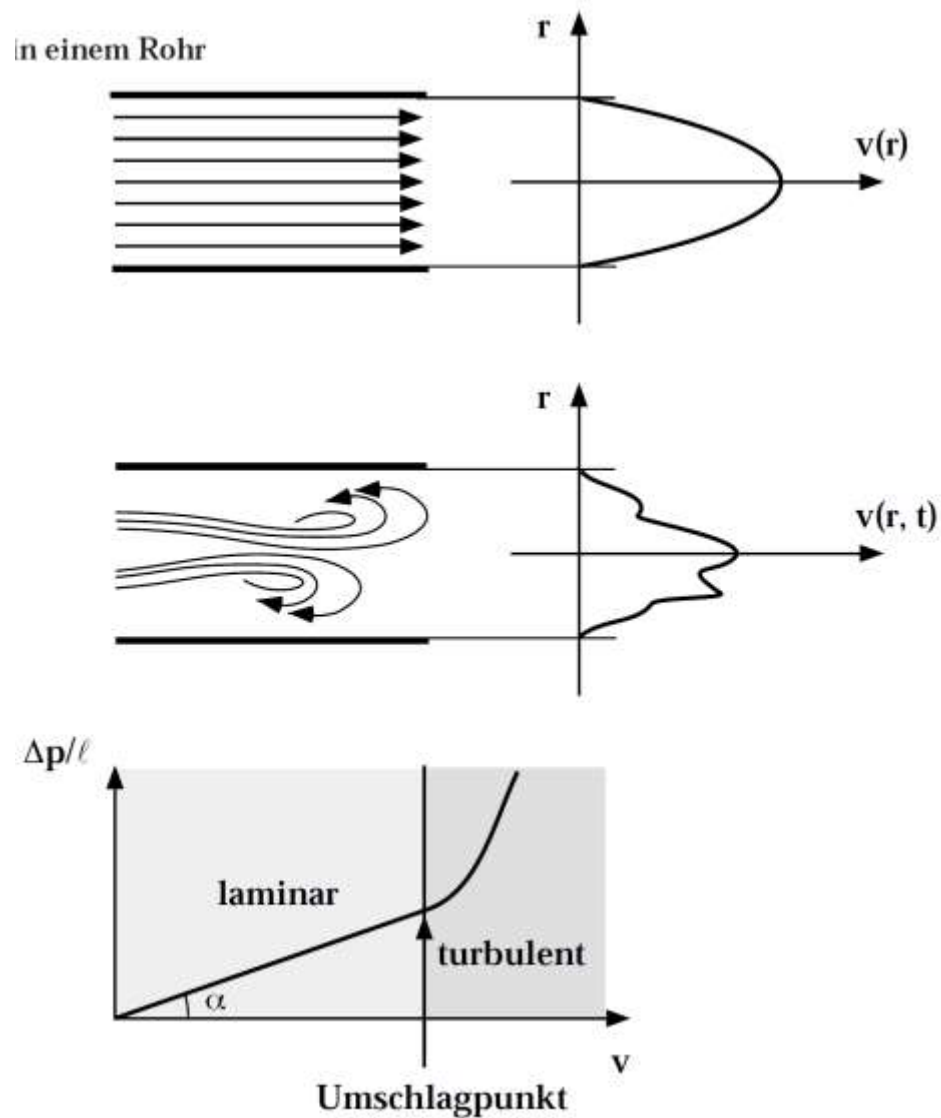 in einem Rohr
r
v(r)
r
v(r, t)
Δp/ℓ
laminar
turbulent
α
v
Umschlagpunkt